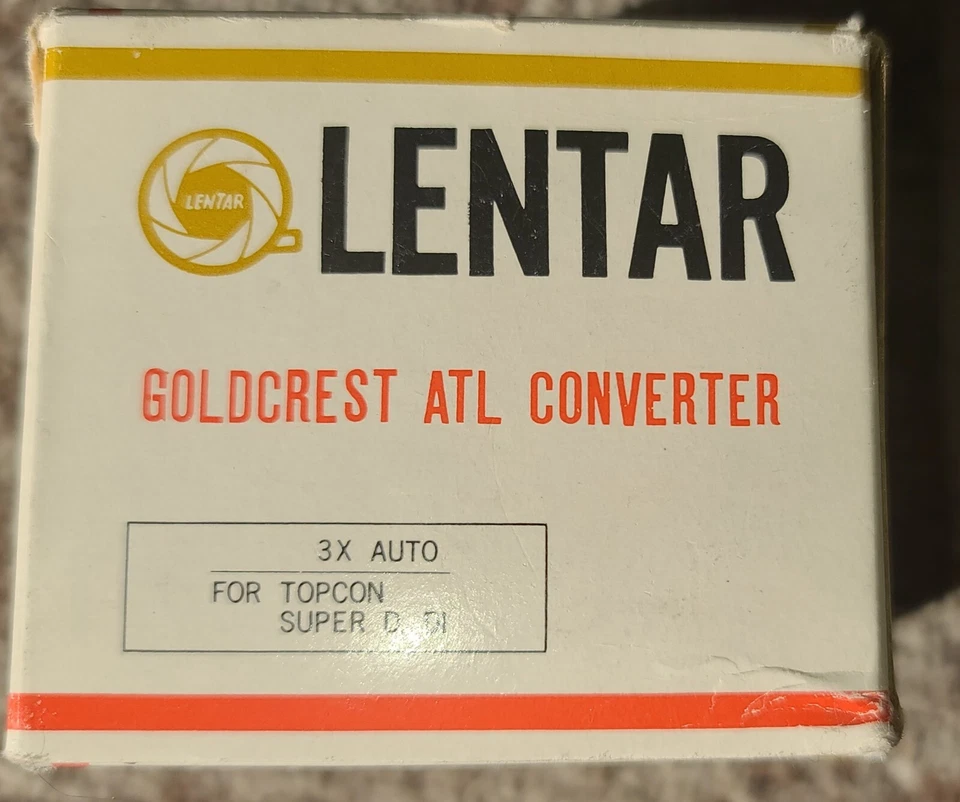 LENTAR
LENTAR
GOLDCREST ATL CONVERTER
3X AUTO
FOR TOPCON
SUPER D. DI